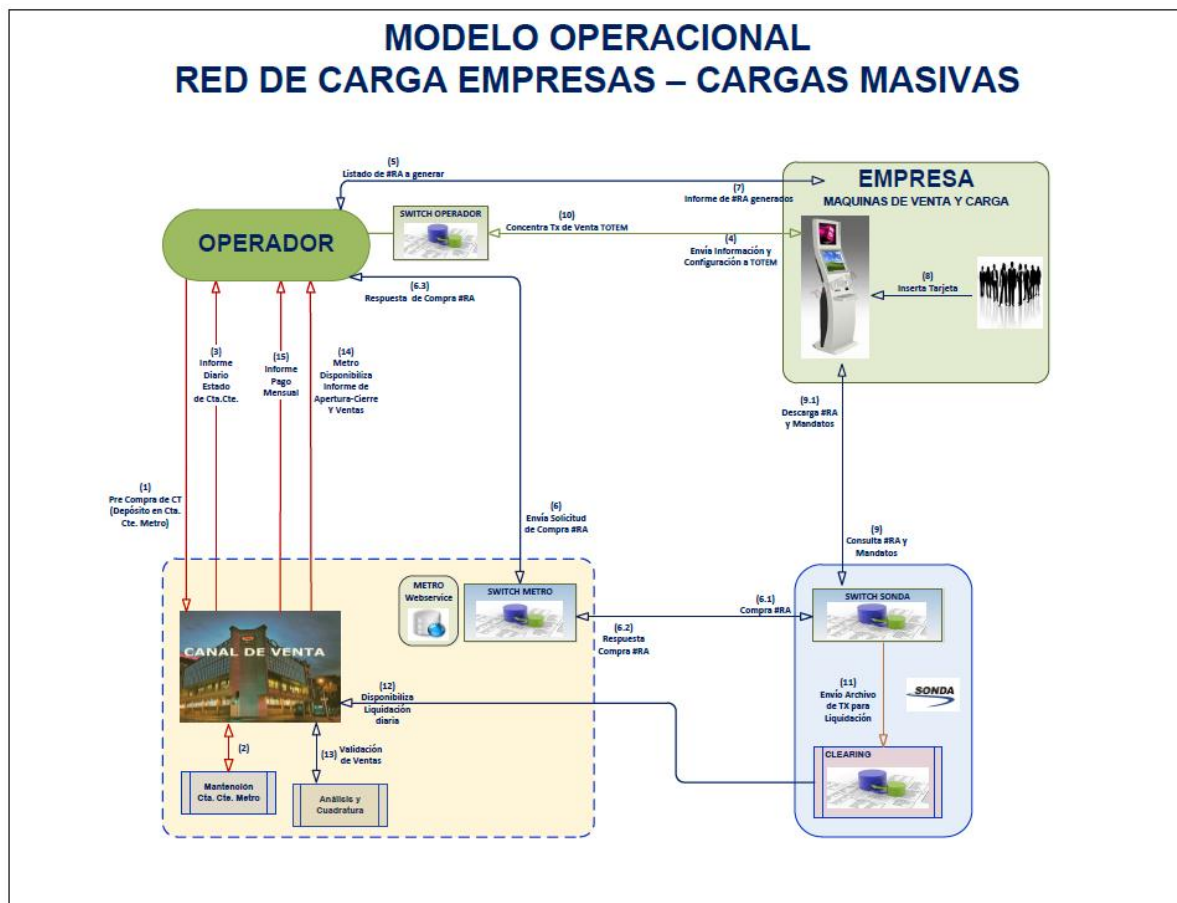 MODELO OPERACIONAL
RED DE CARGA EMPRESAS – CARGAS MASIVAS
(5)
Listado de #RA a generar
(7)
Informe de #RA generados
EMPRESA
MAQUINAS DE VENTA Y CARGA
OPERADOR
SWITCH OPERADOR
(10)
Concentra Tx de Venta TOTEM
(4)
Envía Información y
Configuración a TOTEM
(8)
Inserta Tarjeta
(6.3)
Respuesta de Compra #RA
(3)
Informe
Diario
Estado
de Cta.Cte.
(15)
Informe
Pago
Mensual
(14)
Metro
Disponibiliza
Informe de
Apertura-Cierre
Y Ventas
(9.1)
Descarga #RA
y Mandatos
(1)
Pre Compra de CT
(Depósito en Cta.
Cte. Metro)
(6)
Envía Solicitud
de Compra #RA
(9)
Consulta #RA y
Mandatos
METRO
Webservice
SWITCH METRO
(6.1)
Compra #RA
(6.2)
Respuesta
Compra #RA
SWITCH SONDA
CANAL DE VENTA
(12)
Disponibiliza
Liquidación
diaria
(11)
Envío Archivo
de TX para
Liquidación
SONDA
(2)
(13)
Validación
de Ventas
CLEARING
Mantención
Cta. Cte. Metro
Análisis y
Cuadratura